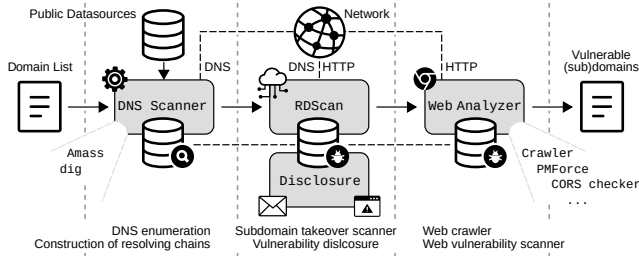 Public Datasources
Network
Domain List
DNS
DNS
HTTP
HTTP
Vulnerable
(sub)domains
DNS Scanner
RDScan
Web Analyzer
Amass
dig
Disclosure
Crawler
PMForce
CORS checker
...
DNS enumeration
Construction of resolving chains
Subdomain takeover scanner
Vulnerability dislcosure
Web crawler
Web vulnerability scanner